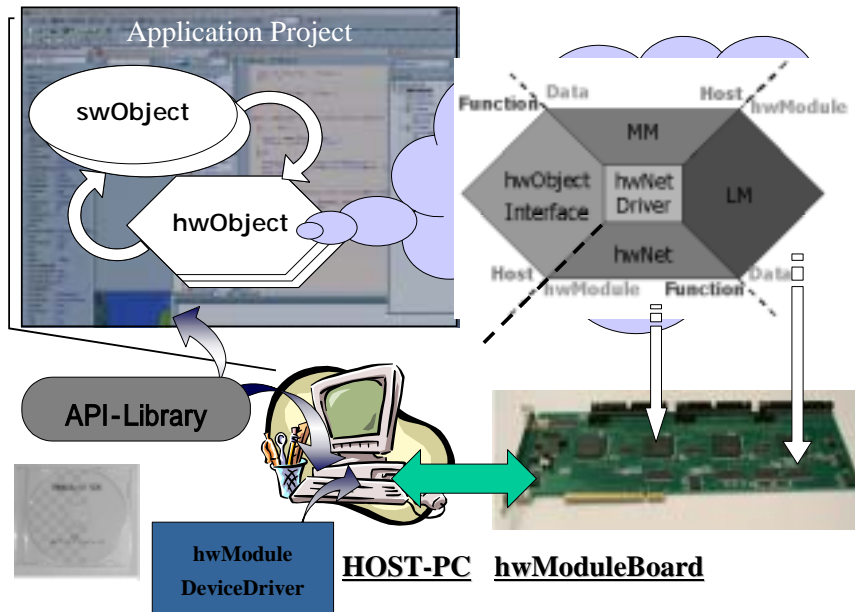 Application Project
swObject
hwObject
Function
Data
Host
hwModule
MM
hwObject
Interface
hwNet
Driver
LM
hwNet
Host
hwModule
Function
Data
API-Library
hwModule
DeviceDriver
HOST-PC
hwModuleBoard